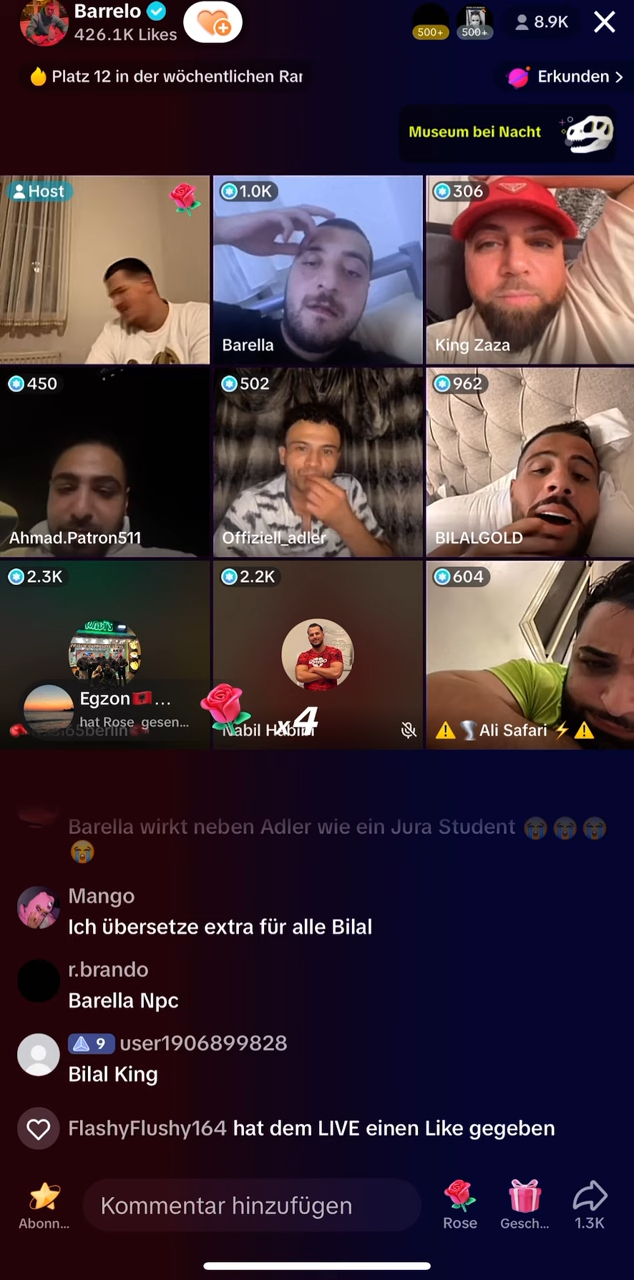 Barrelo
426.1K Likes
500+
500+
8.9K
Platz 12 in der wöchentlichen Rar
Erkunden
Museum bei Nacht
Host
1.0K
306
Barella
King Zaza
450
502
962
Ahmad.Patron511
Offiziell_adler
BILALGOLD
2.3K
2.2K
604
Egzon🇦🇱...
hat Rose gesen...
x4
Nabil
⚠️🌪️Ali Safari⚡⚠️
Barella wirkt neben Adler wie ein Jura Student 😭😭😭
😭
Mango
Ich übersetze extra für alle Bilal
r.brando
Barella Npc
9 user1906899828
Bilal King
FlashyFlushy164 hat dem LIVE einen Like gegeben
Abonn...
Kommentar hinzufügen
Rose
Gesch...
1.3K